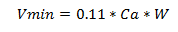 Vmin = 0.11 * Ca * W